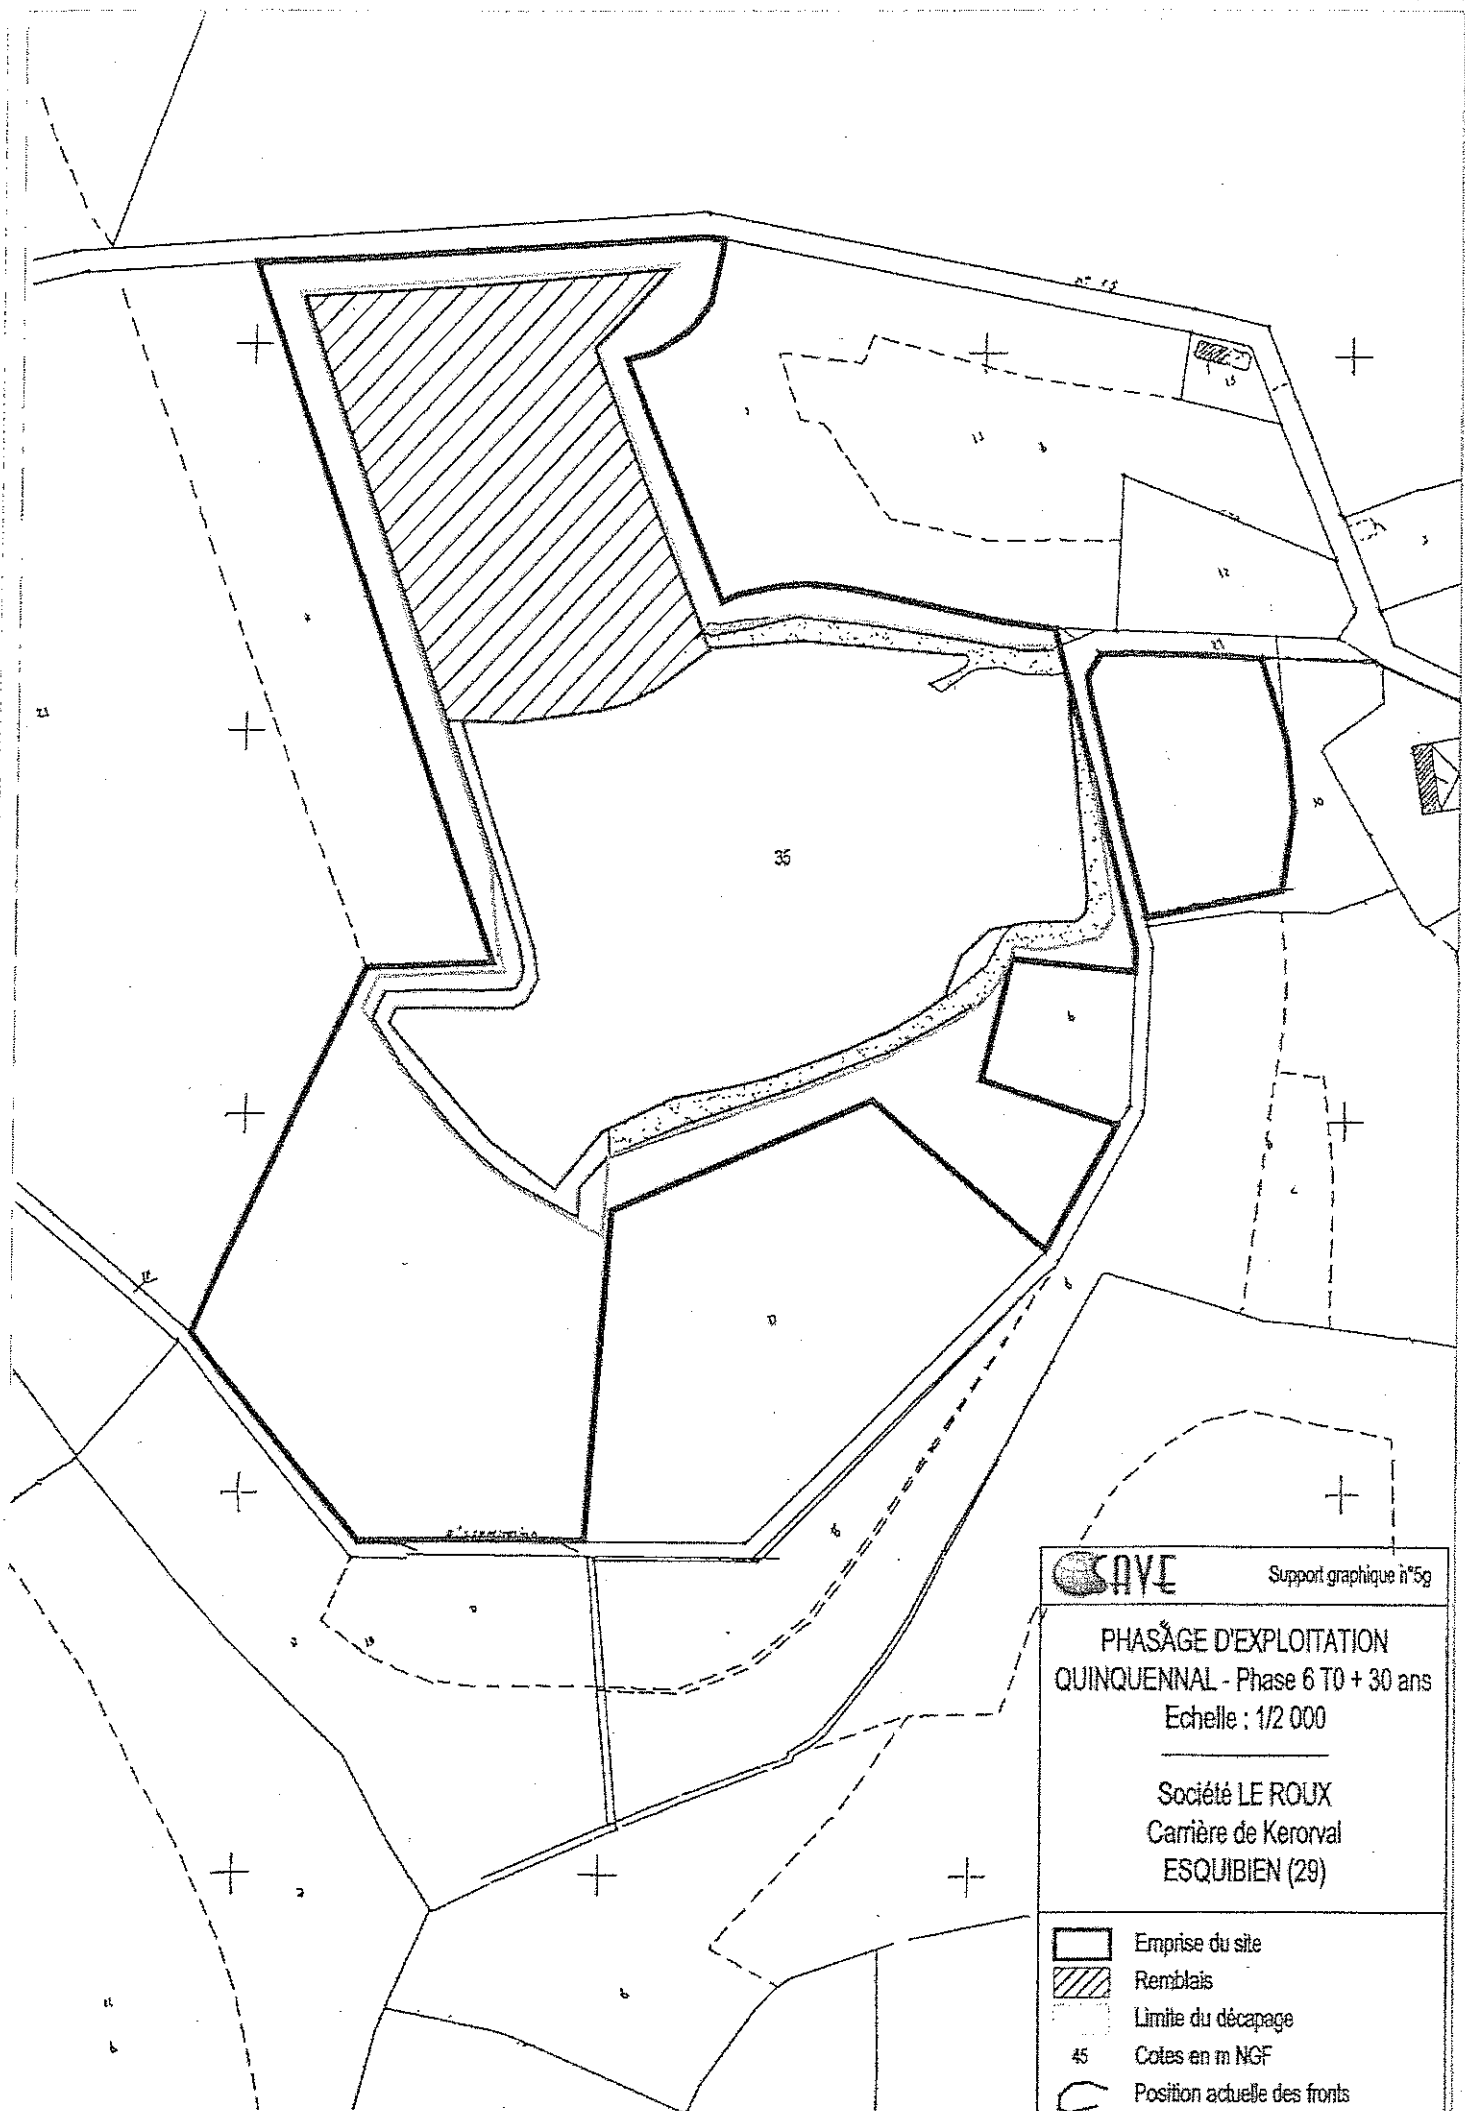 35
12
SAVE
Support graphique n°5g
PHASAGE D'EXPLOITATION
QUINQUENNAL - Phase 6 T0 + 30 ans
Echelle : 1/2 000
Société LE ROUX
Carrière de Kerorval
ESQUIBIEN (29)
Emprise du site
Remblais
Limite du décapage
45 Cotes en m NGF
Position actuelle des fronts